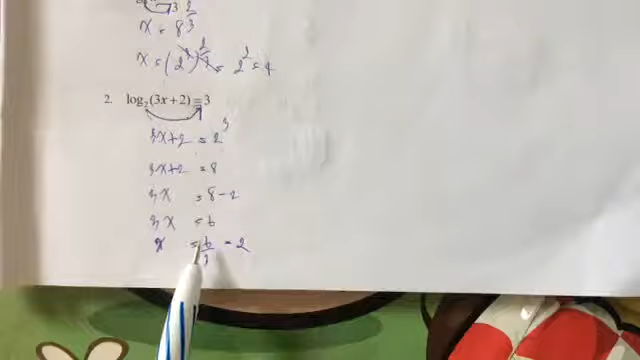 x = 8^(2/3)
x = (2^3)^(2/3) = 2^2 = 4
2. log₂(3x + 2) = 3
3x+2 = 2^3
3x+2 = 8
3x = 8-2
3x = 6
x = 6/3 = 2